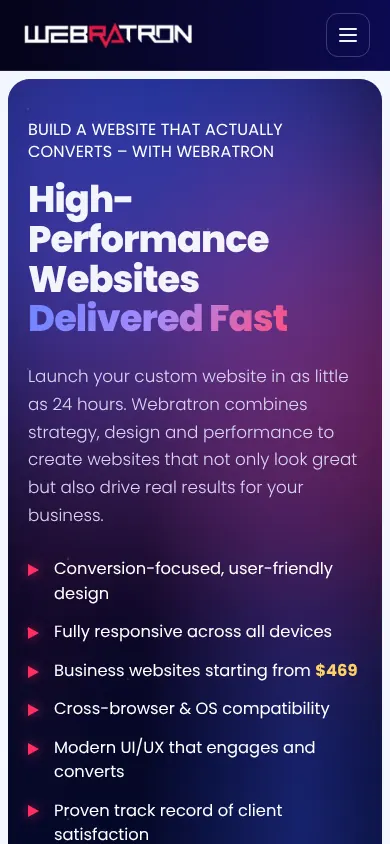 WEBRATRON
BUILD A WEBSITE THAT ACTUALLY
CONVERTS – WITH WEBRATRON
High-
Performance
Websites
Delivered Fast
Launch your custom website in as little
as 24 hours. Webratron combines
strategy, design and performance to
create websites that not only look great
but also drive real results for your
business.
Conversion-focused, user-friendly
design
Fully responsive across all devices
Business websites starting from $469
Cross-browser & OS compatibility
Modern UI/UX that engages and
converts
Proven track record of client
satisfaction